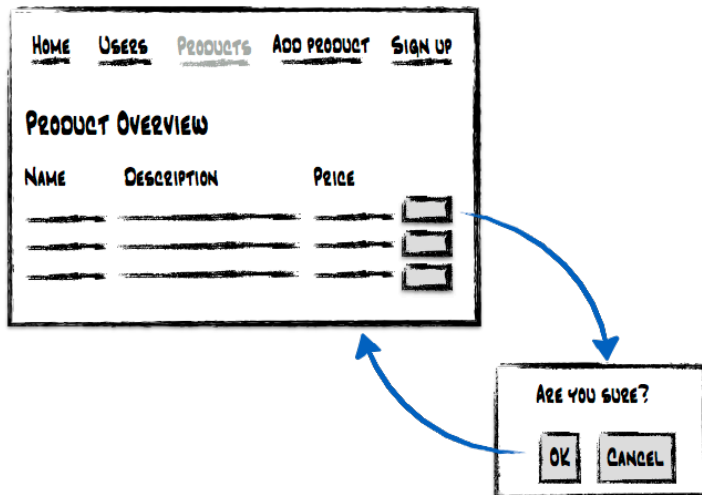 Home Users Products Add product Sign up
Product Overview
Name Description Price
Are you sure?
OK Cancel